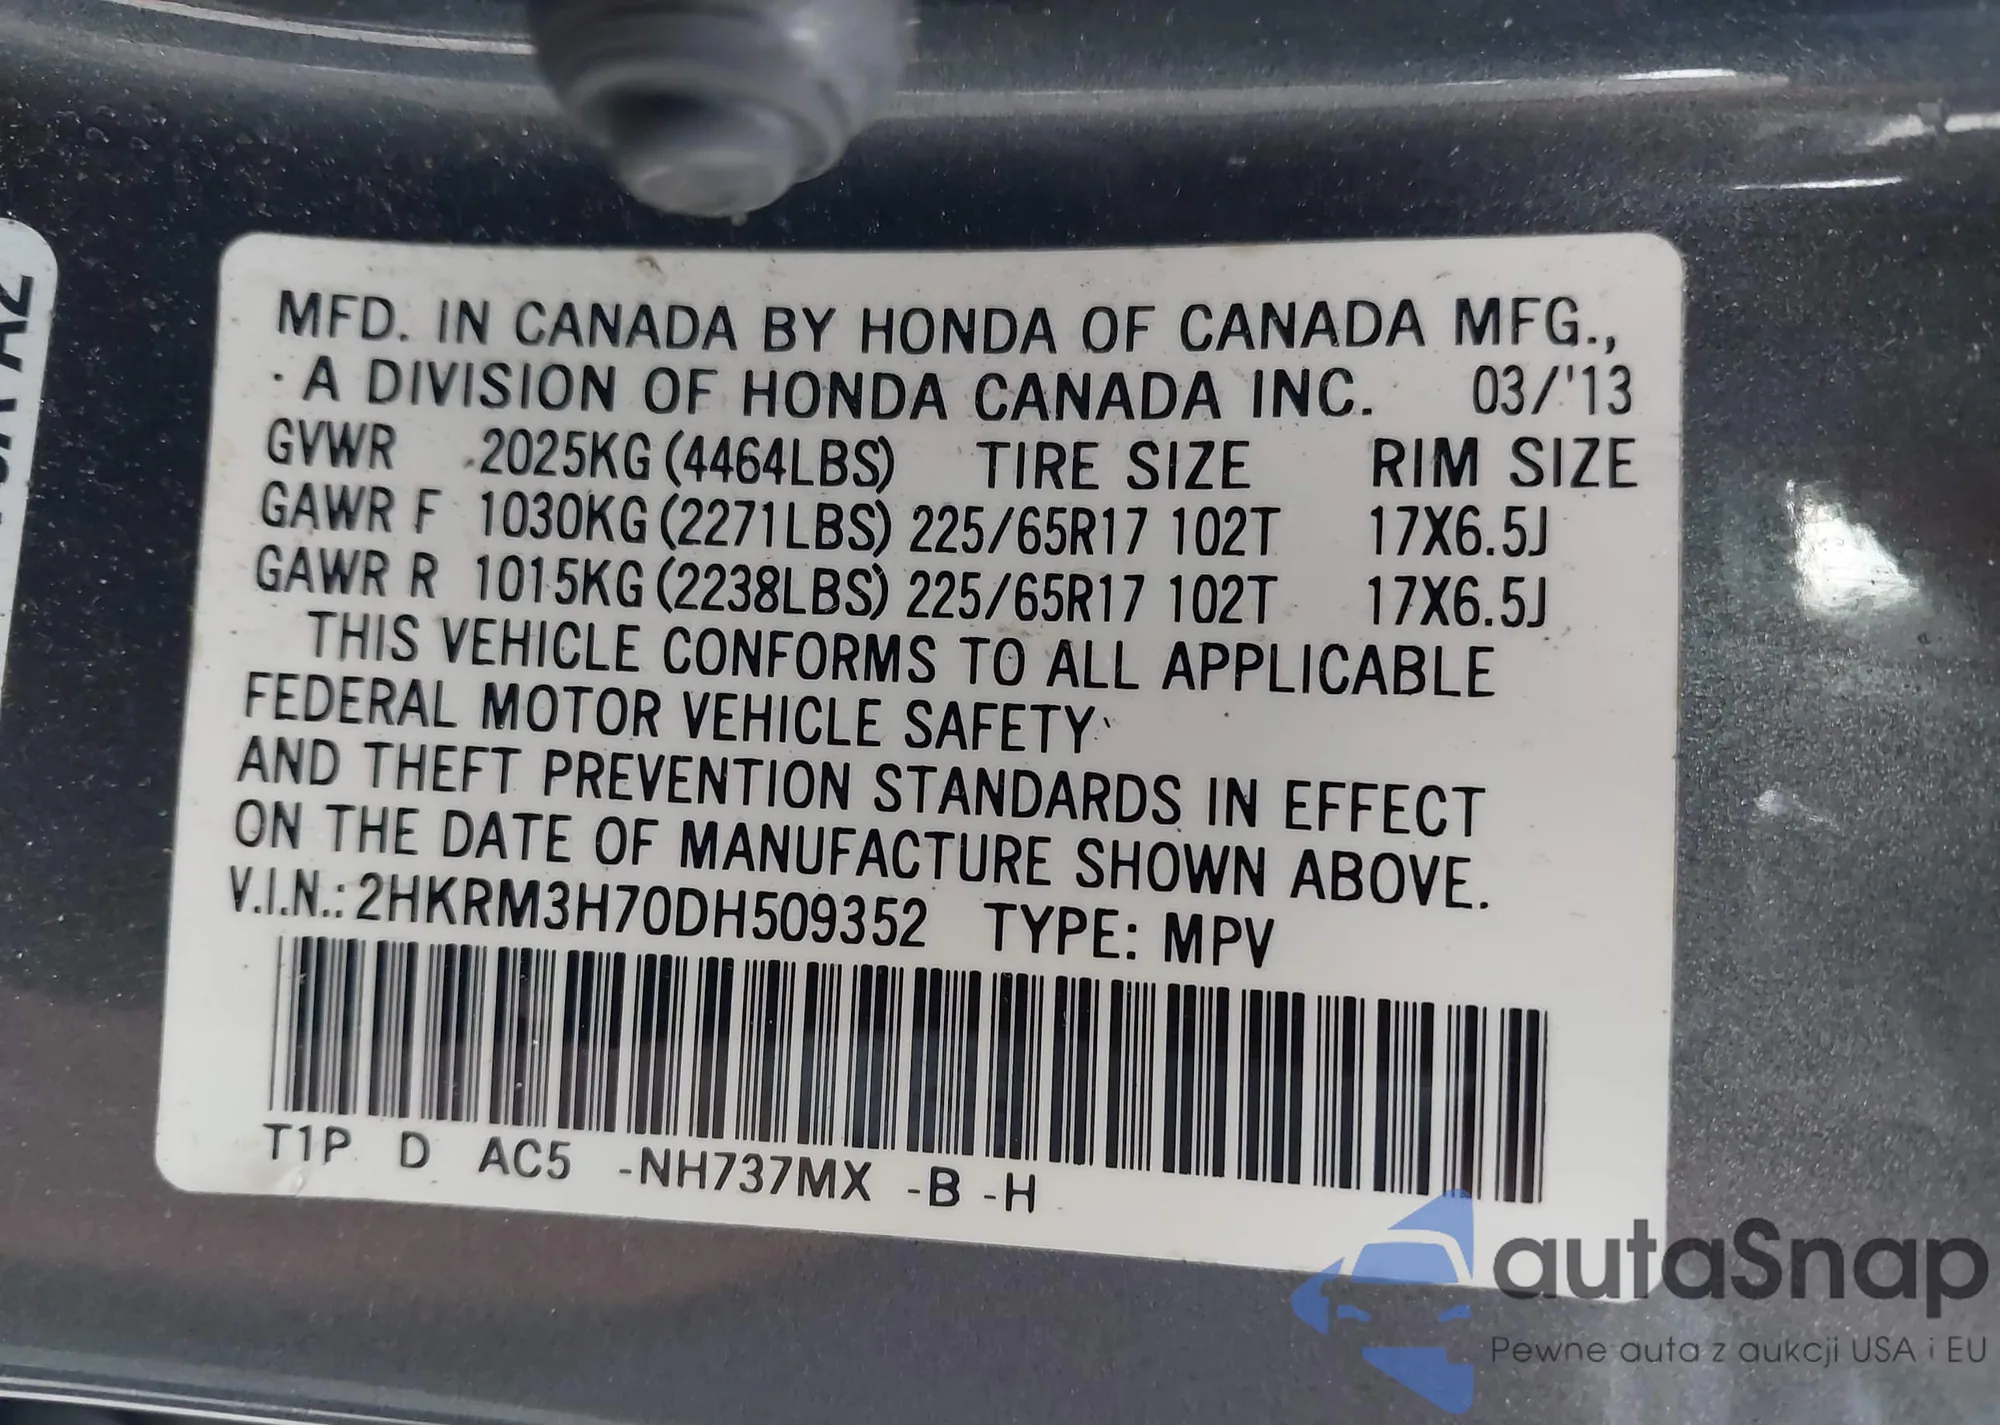 MFD. IN CANADA BY HONDA OF CANADA MFG.,
A DIVISION OF HONDA CANADA INC. 03/'13
GVWR 2025KG (4464LBS) TIRE SIZE RIM SIZE
GAWR F 1030KG (2271LBS) 225/65R17 102T 17X6.5J
GAWR R 1015KG (2238LBS) 225/65R17 102T 17X6.5J
THIS VEHICLE CONFORMS TO ALL APPLICABLE
FEDERAL MOTOR VEHICLE SAFETY
AND THEFT PREVENTION STANDARDS IN EFFECT
ON THE DATE OF MANUFACTURE SHOWN ABOVE.
V.I.N.: 2HKRM3H70DH509352 TYPE: MPV
T1P D AC5 -NH737MX -B -H
autaSnap
Pewne auta z aukcji USA i EU